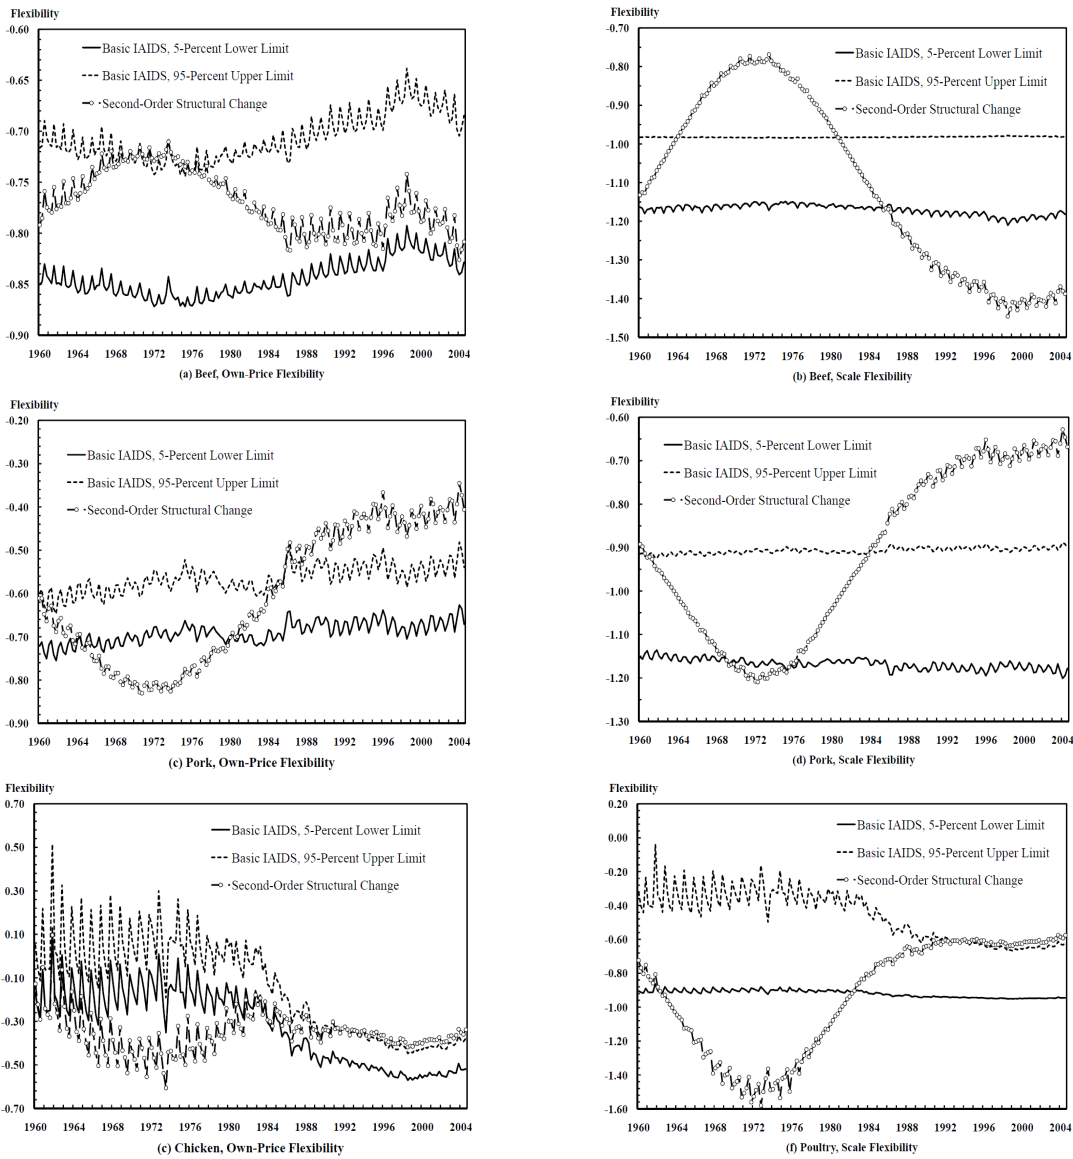 Flexibility
-0.60
-0.65
-0.70
-0.75
-0.80
-0.85
-0.90
Basic IAIDS, 5-Percent Lower Limit
Basic IAIDS, 95-Percent Upper Limit
Second-Order Structural Change
1960 1964 1968 1972 1976 1980 1984 1988 1992 1996 2000 2004
(a) Beef, Own-Price Flexibility
Flexibility
-0.70
-0.80
-0.90
-1.00
-1.10
-1.20
-1.30
-1.40
-1.50
Basic IAIDS, 5-Percent Lower Limit
Basic IAIDS, 95-Percent Upper Limit
Second-Order Structural Change
1960 1964 1968 1972 1976 1980 1984 1988 1992 1996 2000 2004
(b) Beef, Scale Flexibility
Flexibility
-0.20
-0.30
-0.40
-0.50
-0.60
-0.70
-0.80
-0.90
Basic IAIDS, 5-Percent Lower Limit
Basic IAIDS, 95-Percent Upper Limit
Second-Order Structural Change
1960 1964 1968 1972 1976 1980 1984 1988 1992 1996 2000 2004
(c) Pork, Own-Price Flexibility
Flexibility
-0.60
-0.70
-0.80
-0.90
-1.00
-1.10
-1.20
-1.30
Basic IAIDS, 5-Percent Lower Limit
Basic IAIDS, 95-Percent Upper Limit
Second-Order Structural Change
1960 1964 1968 1972 1976 1980 1984 1988 1992 1996 2000 2004
(d) Pork, Scale Flexibility
Flexibility
0.70
0.50
0.30
0.10
-0.10
-0.30
-0.50
-0.70
Basic IAIDS, 5-Percent Lower Limit
Basic IAIDS, 95-Percent Upper Limit
Second-Order Structural Change
1960 1964 1968 1972 1976 1980 1984 1988 1992 1996 2000 2004
(c) Chicken, Own-Price Flexibility
Flexibility
0.20
0.00
-0.20
-0.40
-0.60
-0.80
-1.00
-1.20
-1.40
-1.60
Basic IAIDS, 5-Percent Lower Limit
Basic IAIDS, 95-Percent Upper Limit
Second-Order Structural Change
1960 1964 1968 1972 1976 1980 1984 1988 1992 1996 2000 2004
(f) Poultry, Scale Flexibility